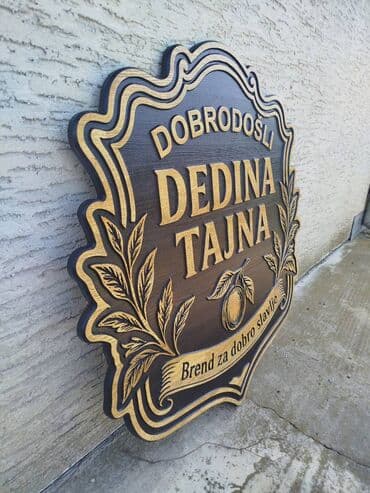 DOBRODOŠLI
DEDINA
TAJNA
Brend za dobro slavlje